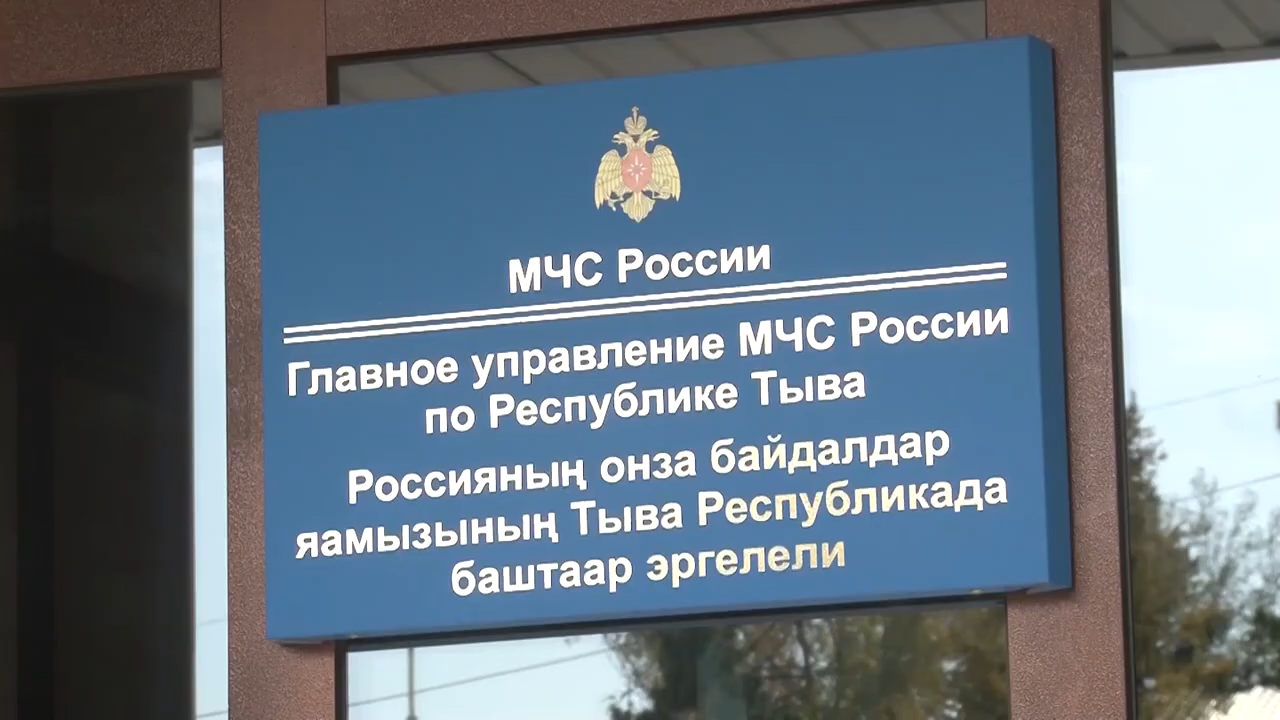 МЧС России
Главное управление МЧС России
по Республике Тыва
Россияның онза байдалдар
яамызының Тыва Республикада
баштаар эргелели